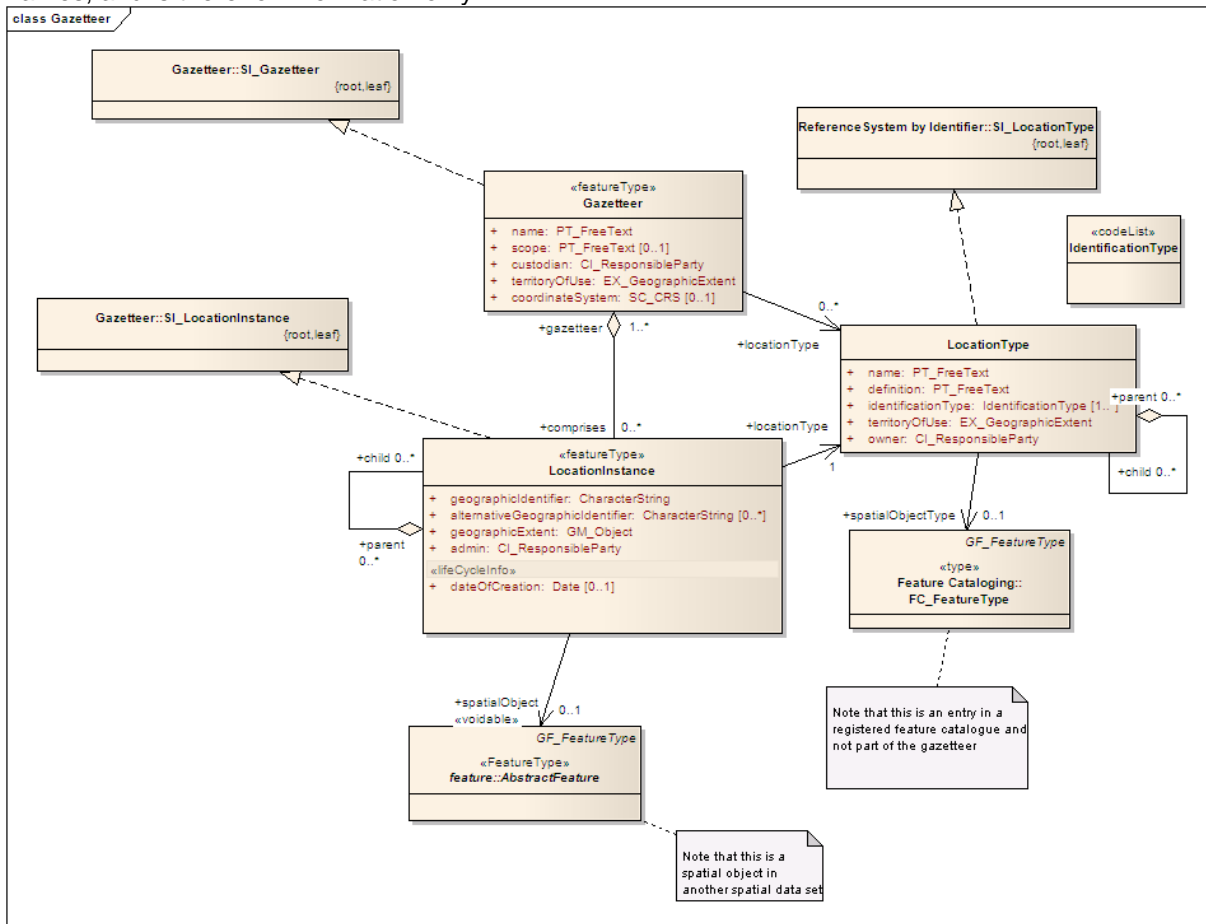 class Gazetteer
Gazetteer::SI_Gazetteer
{root,leaf}
ReferenceSystem by Identifier::SI_LocationType
{root,leaf}
«featureType»
Gazetteer
+ name: PT_FreeText
+ scope: PT_FreeText [0..1]
+ custodian: CI_ResponsibleParty
+ territoryOfUse: EX_GeographicExtent
+ coordinateSystem: SC_CRS [0..1]
«codeList»
IdentificationType
Gazetteer::SI_LocationInstance
{root,leaf}
+gazetteer
1..*
0..*
+locationType
LocationType
+ name: PT_FreeText
+ definition: PT_FreeText
+ identificationType: IdentificationType [1..*]
+ territoryOfUse: EX_GeographicExtent
+ owner: CI_ResponsibleParty
+parent 0..*
+child 0..*
+comprises
0..*
+locationType
1
+child 0..*
+parent
0..*
«featureType»
LocationInstance
+ geographicIdentifier: CharacterString
+ alternativeGeographicIdentifier: CharacterString [0..*]
+ geographicExtent: GM_Object
+ admin: CI_ResponsibleParty
«lifeCycleInfo»
+ dateOfCreation: Date [0..1]
+spatialObjectType
0..1
GF_FeatureType
«type»
Feature Cataloging::
FC_FeatureType
Note that this is an entry in a
registered feature catalogue and
not part of the gazetteer
+spatialObject
«voidable»
0..1
GF_FeatureType
«FeatureType»
feature::AbstractFeature
Note that this is a
spatial object in
another spatial data set